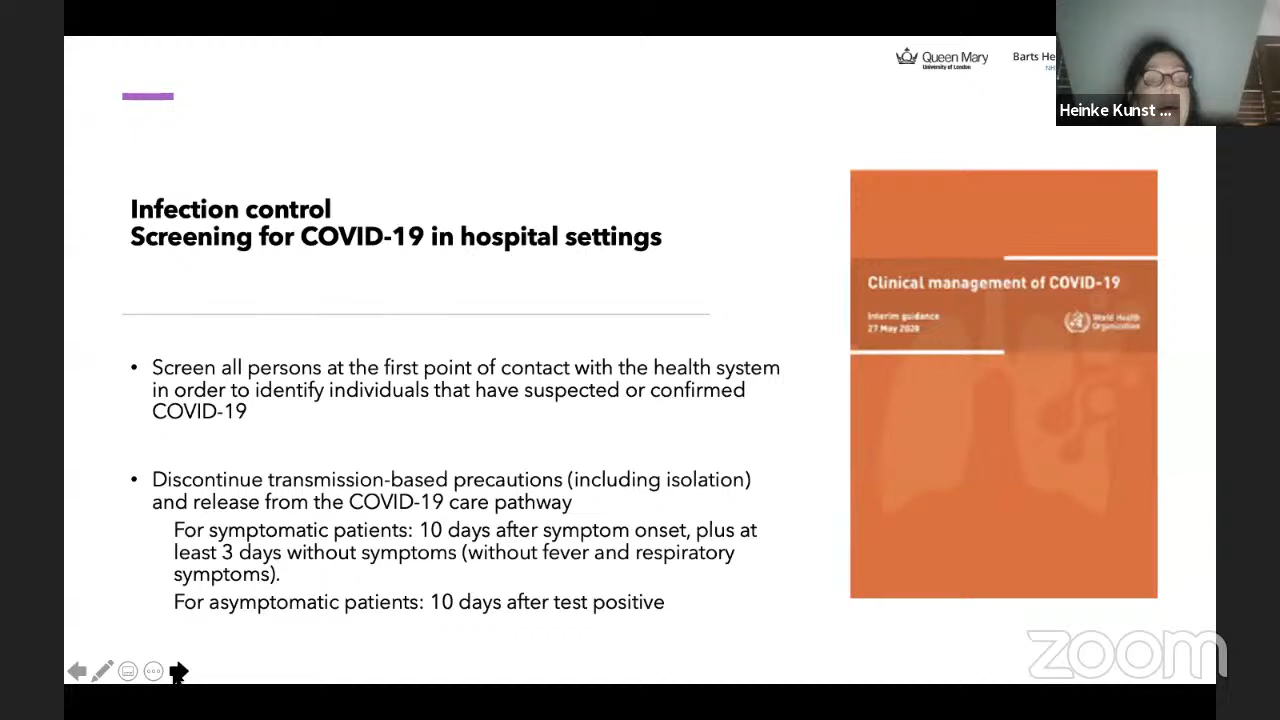 Queen Mary
University of London
Barts He
NH
Heinke Kunst ...
Infection control
Screening for COVID-19 in hospital settings
• Screen all persons at the first point of contact with the health system
in order to identify individuals that have suspected or confirmed
COVID-19
• Discontinue transmission-based precautions (including isolation)
and release from the COVID-19 care pathway
For symptomatic patients: 10 days after symptom onset, plus at
least 3 days without symptoms (without fever and respiratory
symptoms).
For asymptomatic patients: 10 days after test positive
Clinical management of COVID-19
Interim guidance
27 May 2020
World Health
Organization
zoom